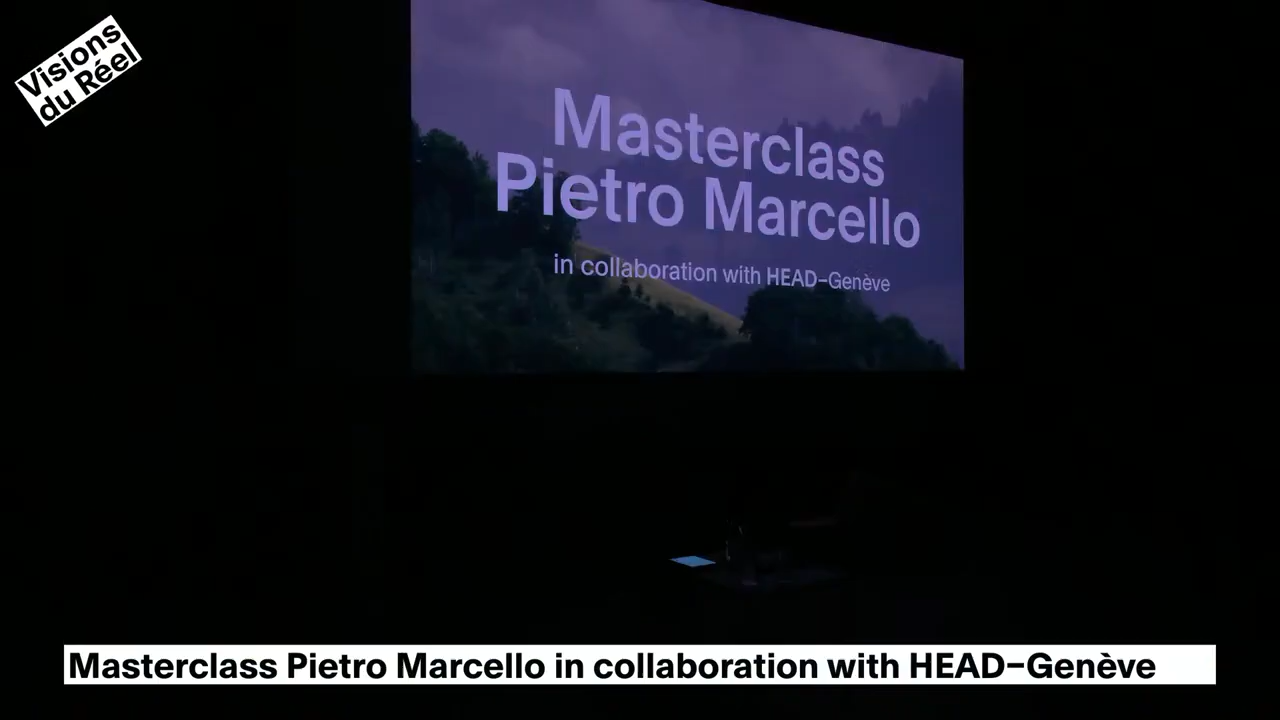 Visions
du Réel
Masterclass
Pietro Marcello
in collaboration with HEAD–Genève
Masterclass Pietro Marcello in collaboration with HEAD–Genève